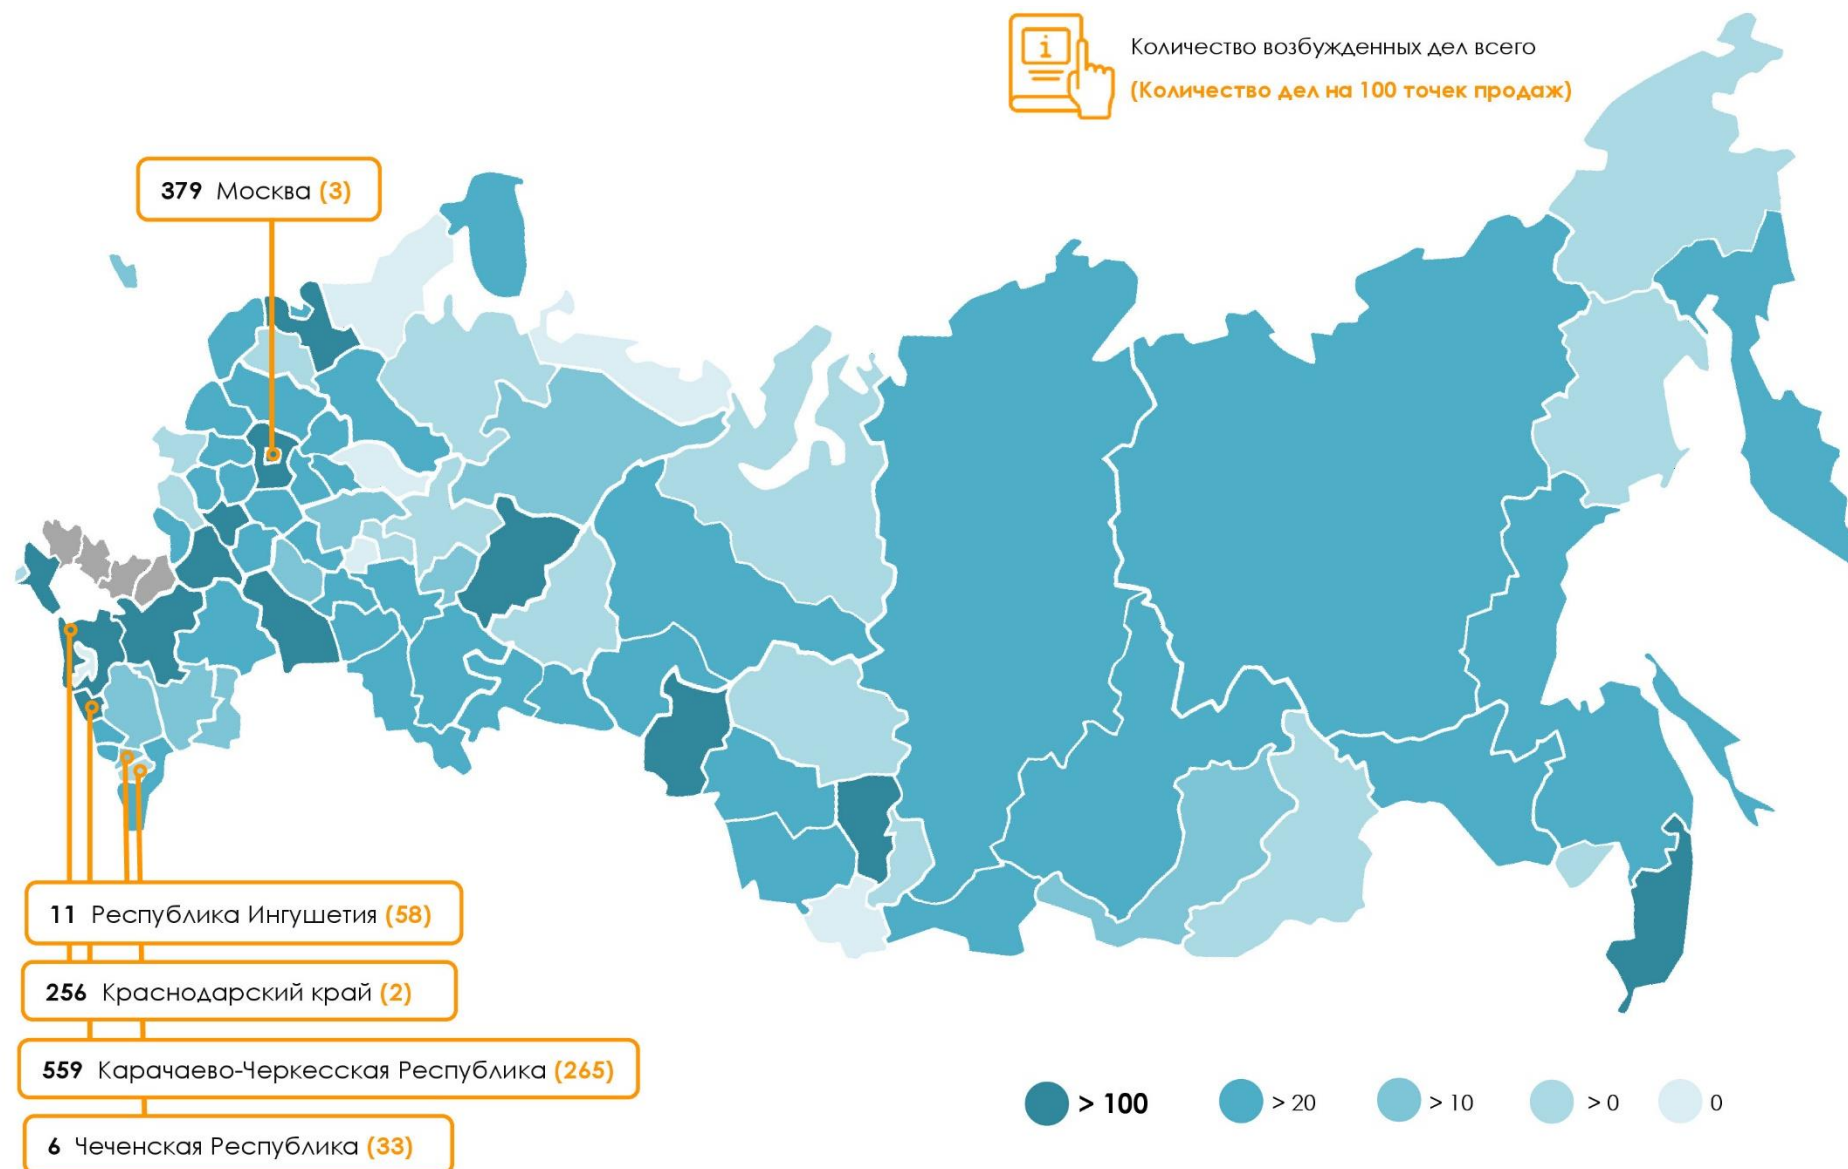 i
Количество возбужденных дел всего
(Количество дел на 100 точек продаж)
379 Москва (3)
11 Республика Ингушетия (58)
256 Краснодарский край (2)
559 Карачаево-Черкесская Республика (265)
6 Чеченская Республика (33)
> 100
> 20
> 10
> 0
0